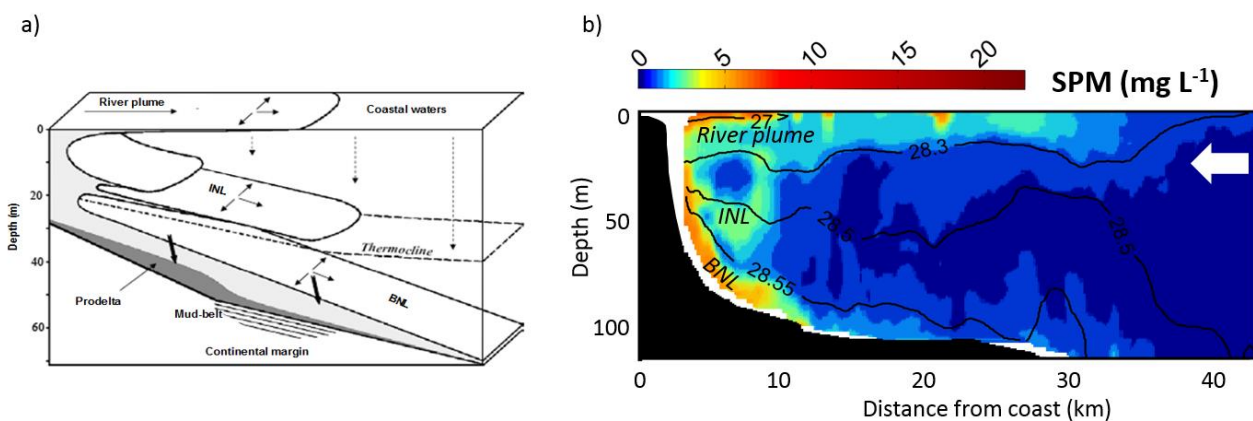 a)
River plume
Coastal waters
0
20
40
60
Depth (m)
INL
Thermocline
BNL
Prodelta
Mud-belt
Continental margin
b)
0
5
10
15
20
SPM (mg L-1)
0
50
100
Depth (m)
27
River plume
28.3
INL
28.5
28.5
BNL
28.55
0
10
20
30
40
Distance from coast (km)